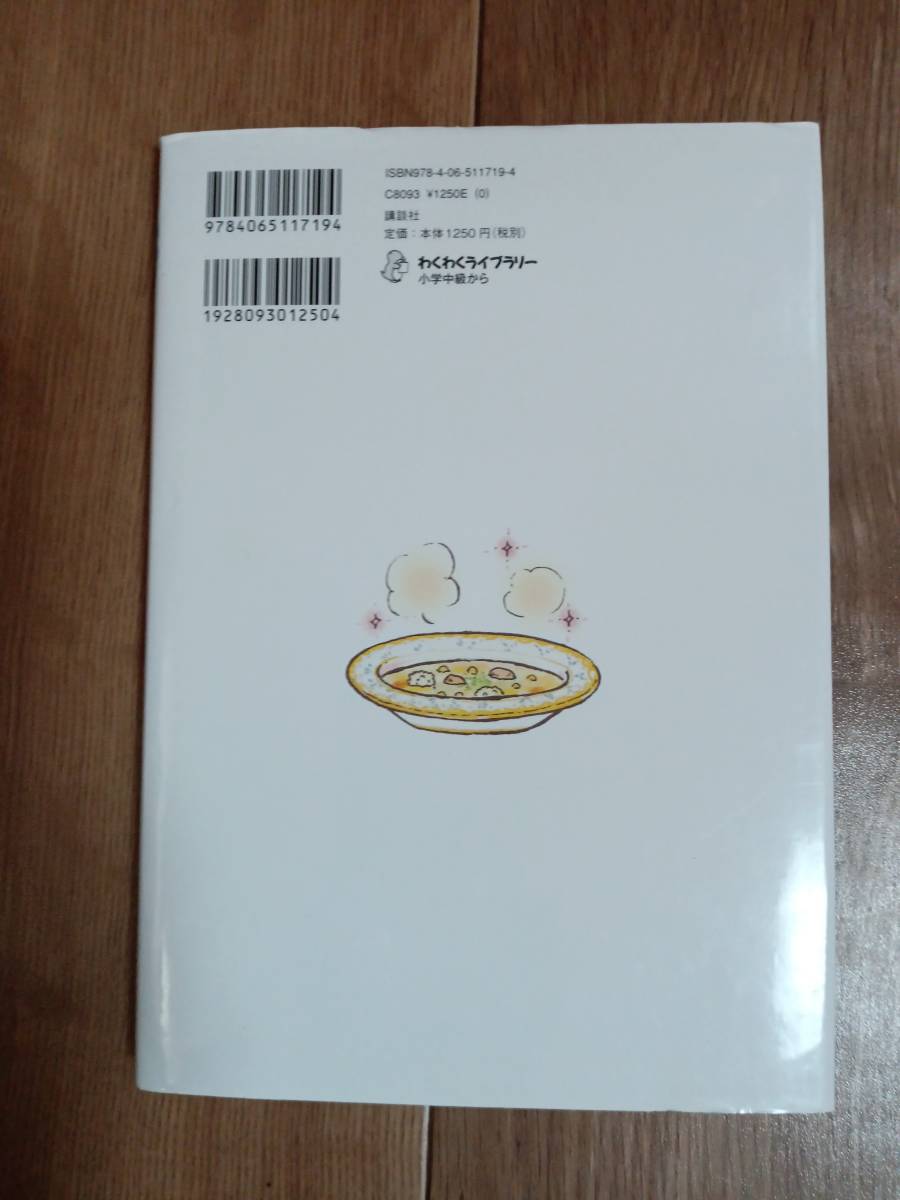 ISBN978-4-06-511719-4
C8093 ¥1250E (0)
講談社
定価：本体1250円(税別)
わくわくライブラリー
小学中級から
9784065117194
1928093012504